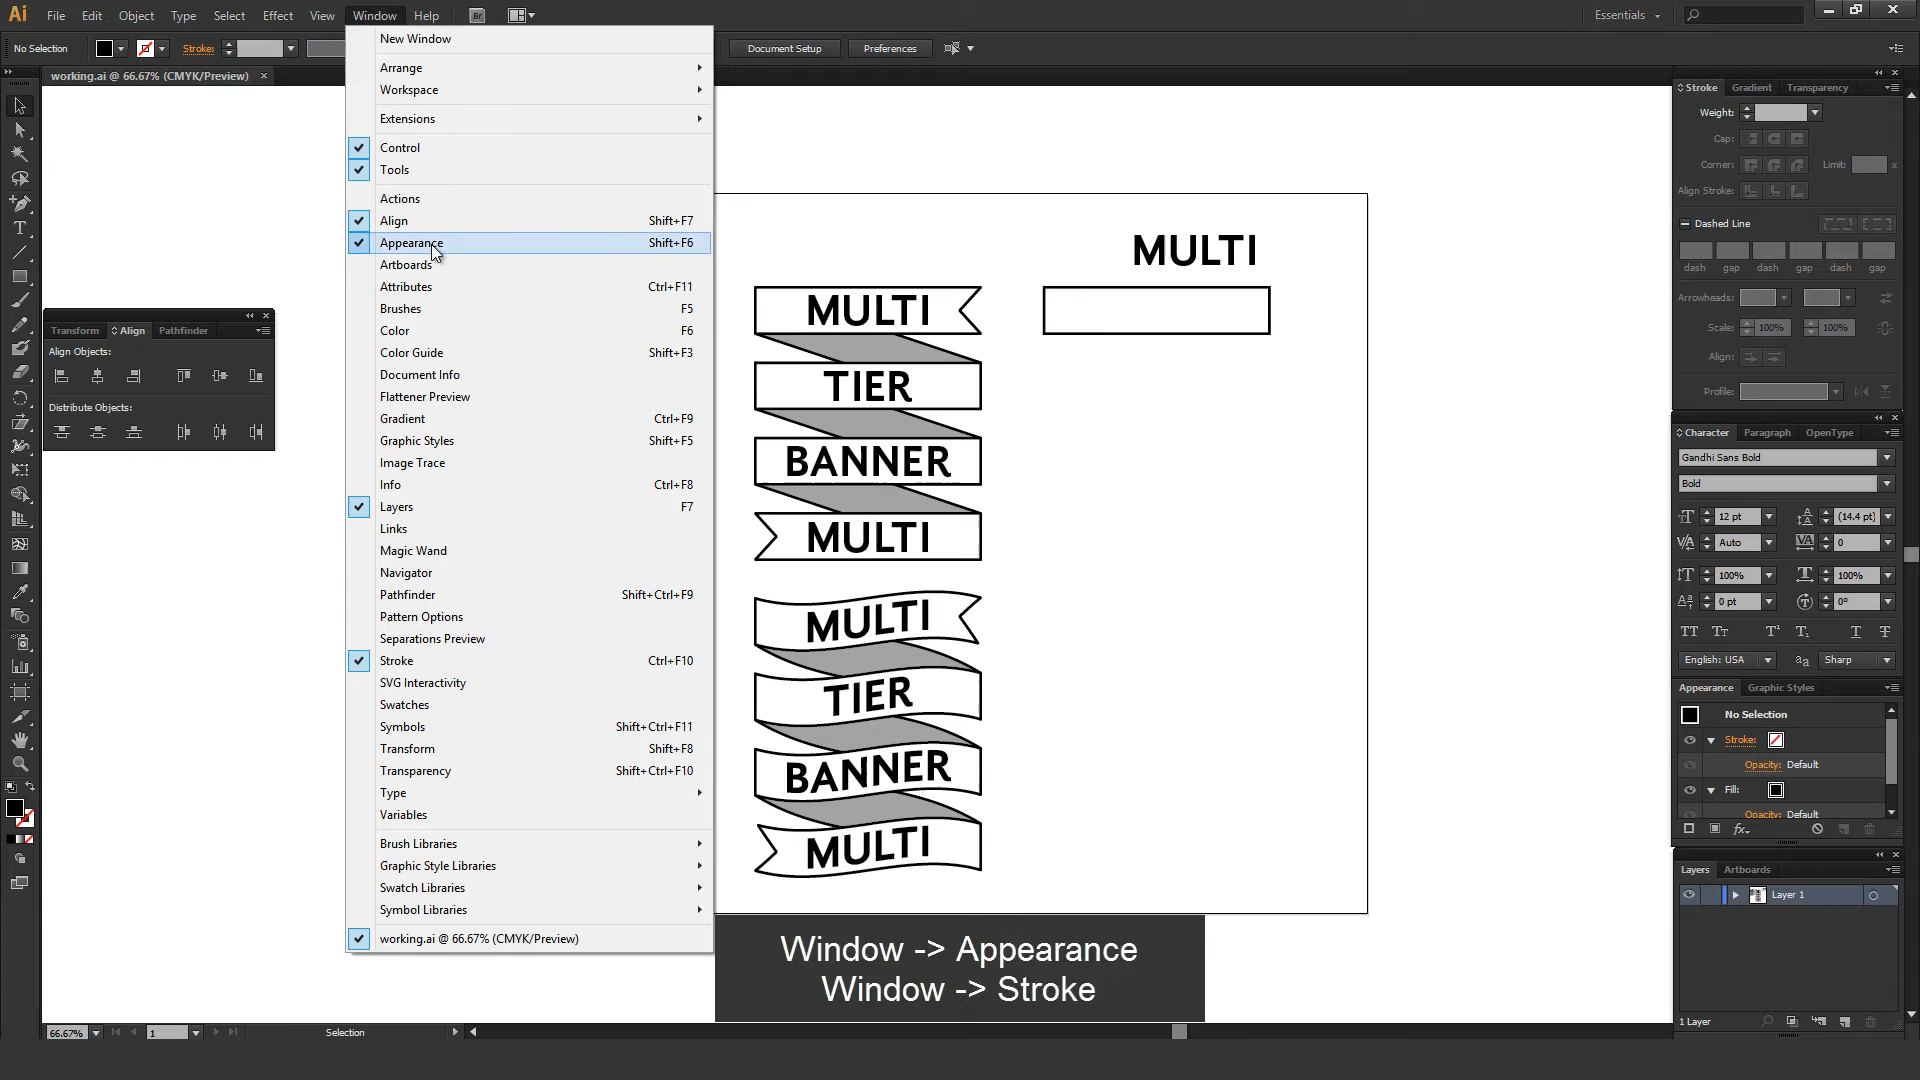 Ai File Edit Object Type Select Effect View Window Help Br Essentials
No Selection Stroke: Document Setup Preferences
working.ai @ 66.67% (CMYK/Preview) ×
New Window
Arrange
Workspace
Extensions
Control
Tools
Actions
Align Shift+F7
Appearance Shift+F6
Artboards
Attributes Ctrl+F11
Brushes F5
Color F6
Color Guide Shift+F3
Document Info
Flattener Preview
Gradient Ctrl+F9
Graphic Styles Shift+F5
Image Trace
Info Ctrl+F8
Layers F7
Links
Magic Wand
Navigator
Pathfinder Shift+Ctrl+F9
Pattern Options
Separations Preview
Stroke Ctrl+F10
SVG Interactivity
Swatches
Symbols Shift+Ctrl+F11
Transform Shift+F8
Transparency Shift+Ctrl+F10
Type
Variables
Brush Libraries
Graphic Style Libraries
Swatch Libraries
Symbol Libraries
working.ai @ 66.67% (CMYK/Preview)
Transform Align Pathfinder
Align Objects:
Distribute Objects:
MULTI
MULTI
TIER
BANNER
MULTI
MULTI
TIER
BANNER
MULTI
Window -> Appearance
Window -> Stroke
Stroke Gradient Transparency
Weight:
Cap:
Corner: Limit: x
Align Stroke:
Dashed Line
dash gap dash gap dash gap
Arrowheads:
Scale: 100% 100%
Align:
Profile:
Character Paragraph OpenType
Gandhi Sans Bold
Bold
12 pt (14.4 pt)
Auto 0
100% 100%
0 pt 0°
TT Tt T¹ T₁ T T
English: USA aa Sharp
Appearance Graphic Styles
No Selection
Stroke:
Opacity: Default
Fill:
Opacity: Default
fx
Layers Artboards
Layer 1
1 Layer
66.67% 1 Selection